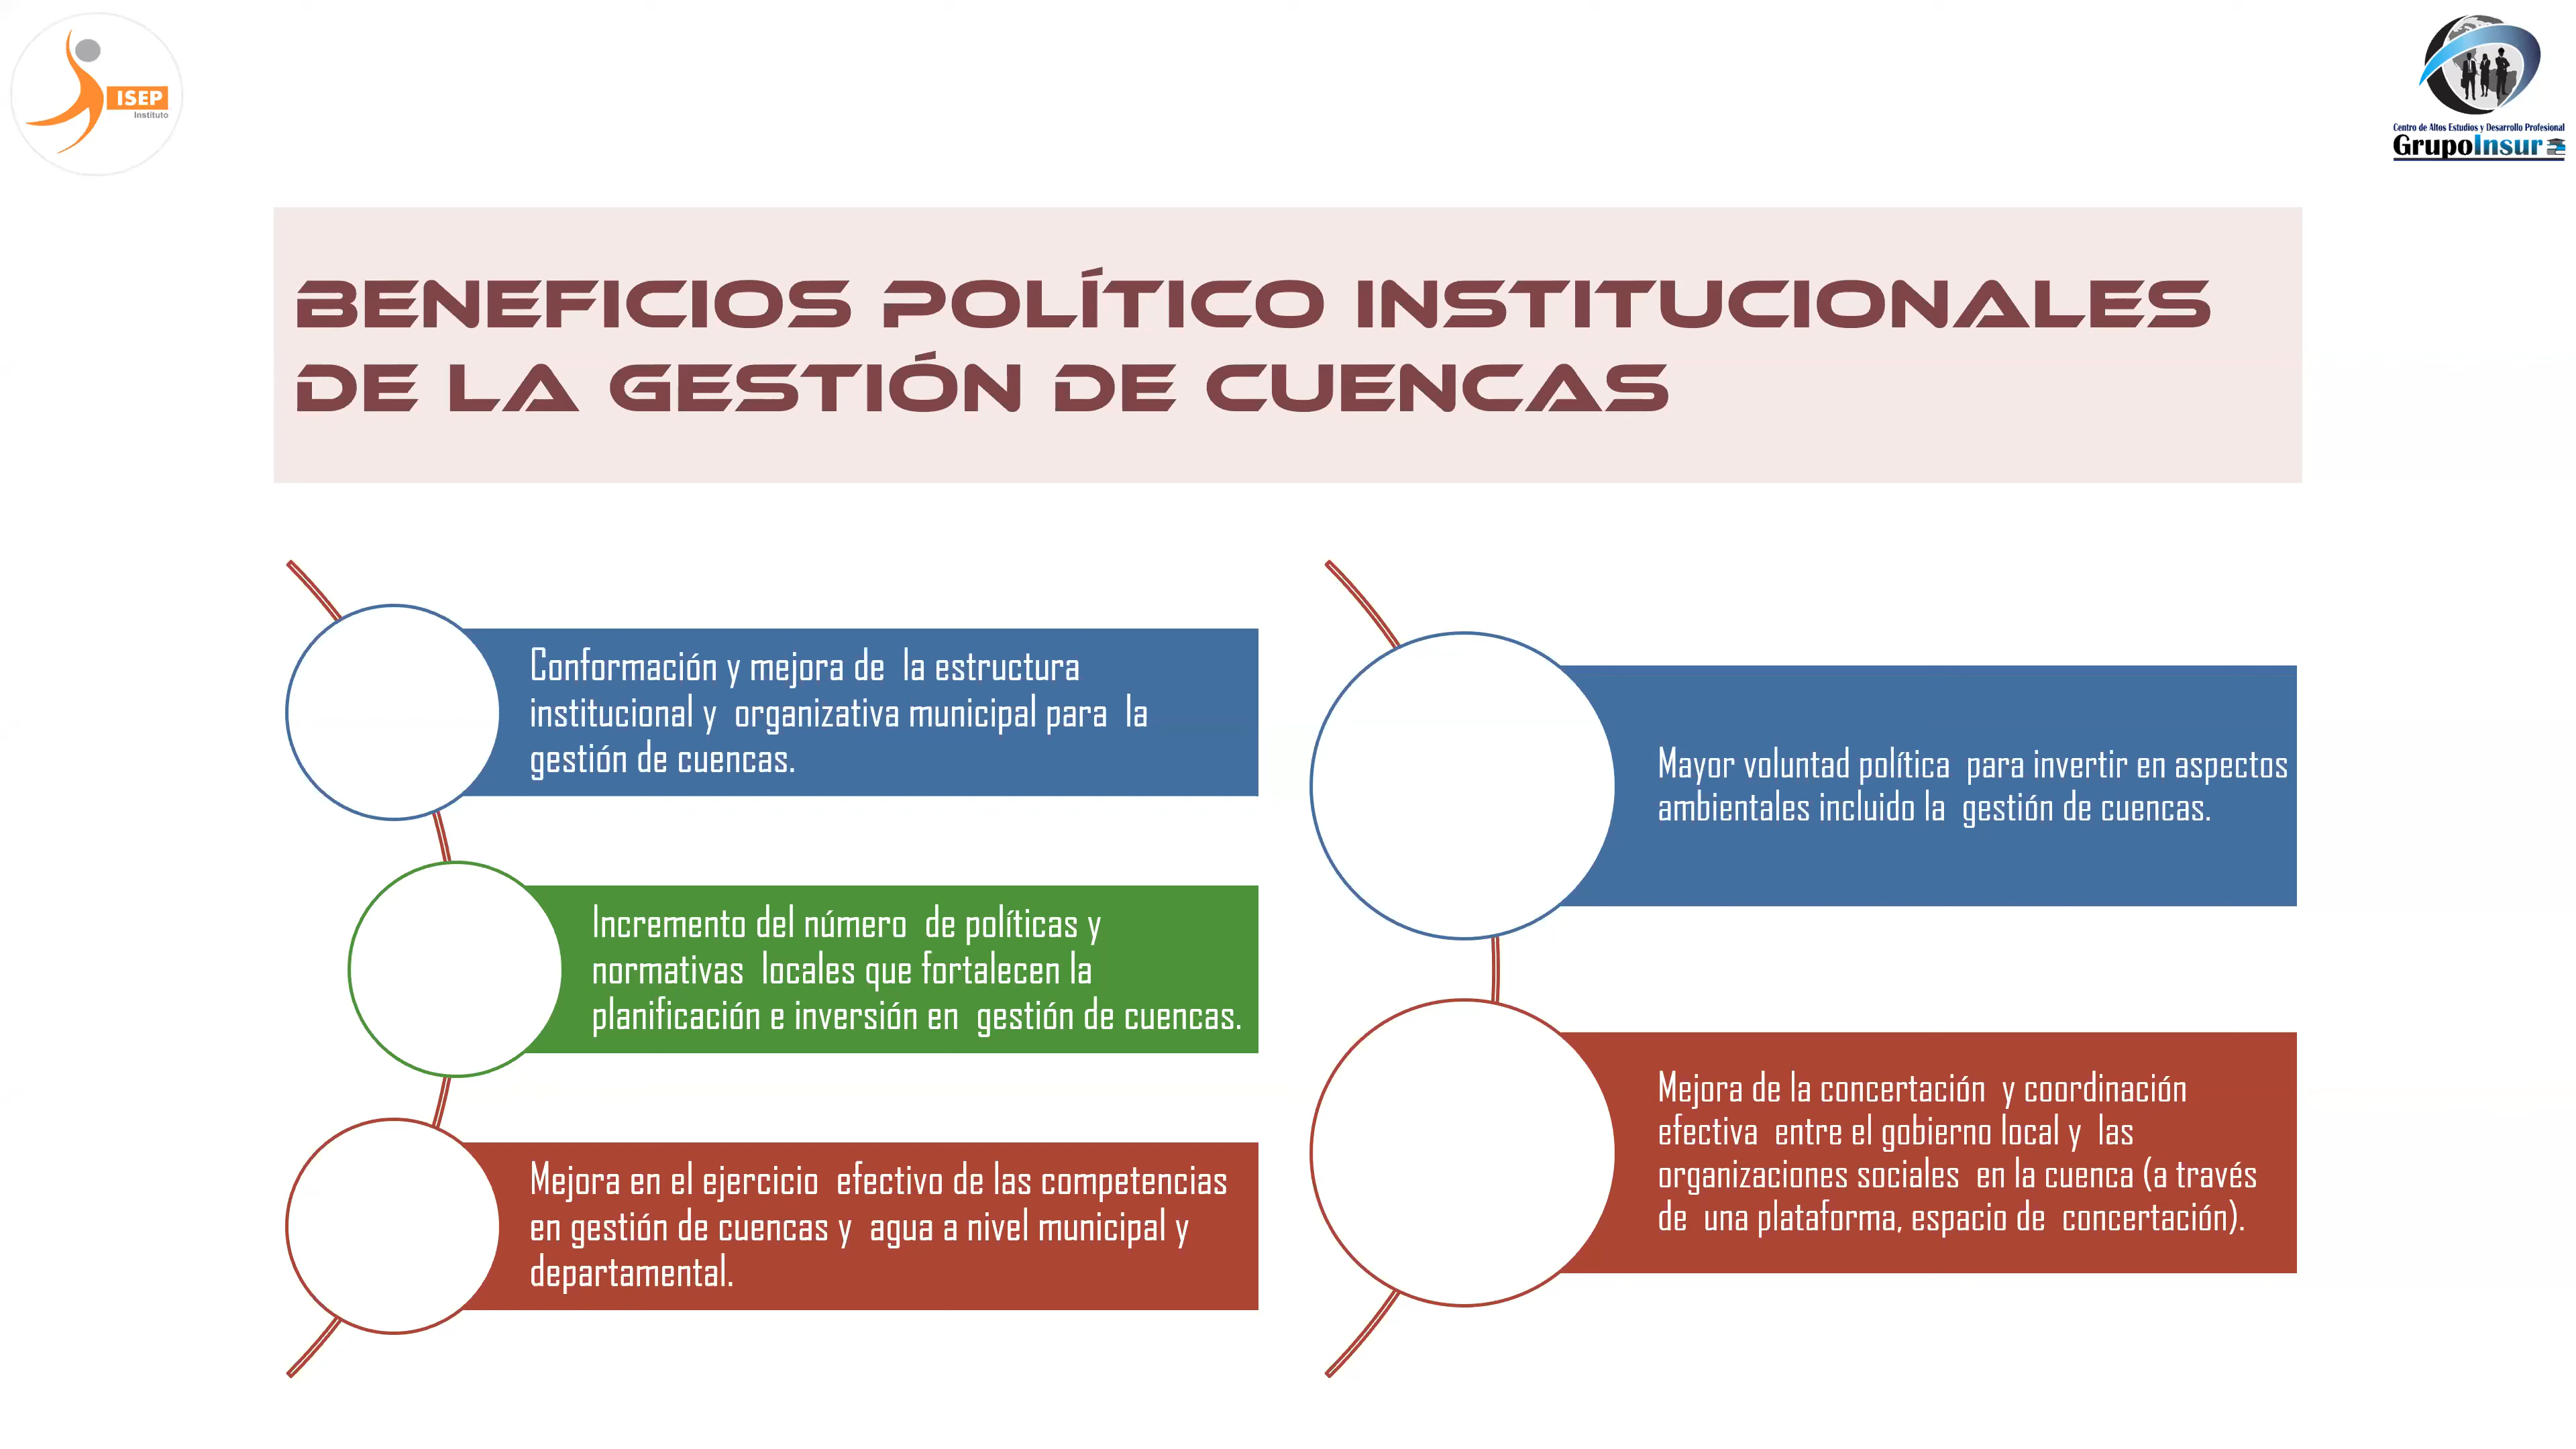 ISEP
Instituto
Centro de Altos Estudios y Desarrollo Profesional
GrupoInsur
BENEFICIOS POLÍTICO INSTITUCIONALES
DE LA GESTIÓN DE CUENCAS
Conformación y mejora de la estructura
institucional y organizativa municipal para la
gestión de cuencas.
Incremento del número de políticas y
normativas locales que fortalecen la
planificación e inversión en gestión de cuencas.
Mejora en el ejercicio efectivo de las competencias
en gestión de cuencas y agua a nivel municipal y
departamental.
Mayor voluntad política para invertir en aspectos
ambientales incluido la gestión de cuencas.
Mejora de la concertación y coordinación
efectiva entre el gobierno local y las
organizaciones sociales en la cuenca (a través
de una plataforma, espacio de concertación).